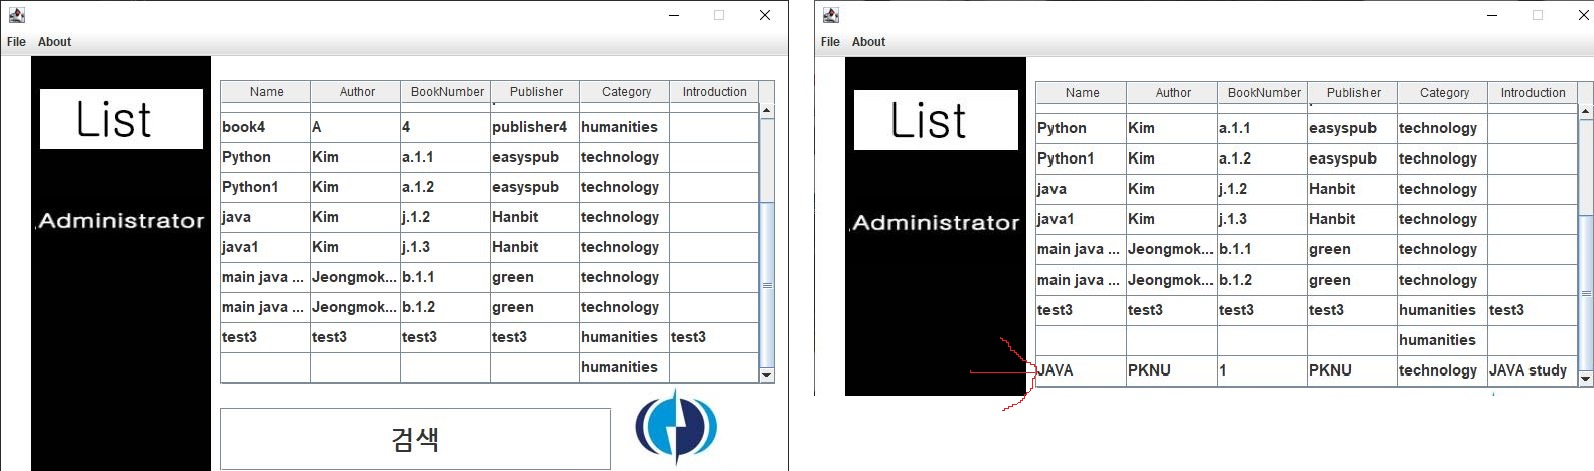 File About
List
Administrator
Name Author BookNumber Publisher Category Introduction
book4 A 4 publisher4 humanities
Python Kim a.1.1 easyspub technology
Python1 Kim a.1.2 easyspub technology
java Kim j.1.2 Hanbit technology
java1 Kim j.1.3 Hanbit technology
main java ... Jeongmok... b.1.1 green technology
main java ... Jeongmok... b.1.2 green technology
test3 test3 test3 test3 humanities test3
humanities
검색
File About
List
Administrator
Name Author BookNumber Publisher Category Introduction
Python Kim a.1.1 easyspub technology
Python1 Kim a.1.2 easyspub technology
java Kim j.1.2 Hanbit technology
java1 Kim j.1.3 Hanbit technology
main java ... Jeongmok... b.1.1 green technology
main java ... Jeongmok... b.1.2 green technology
test3 test3 test3 test3 humanities test3
humanities
JAVA PKNU 1 PKNU technology JAVA study